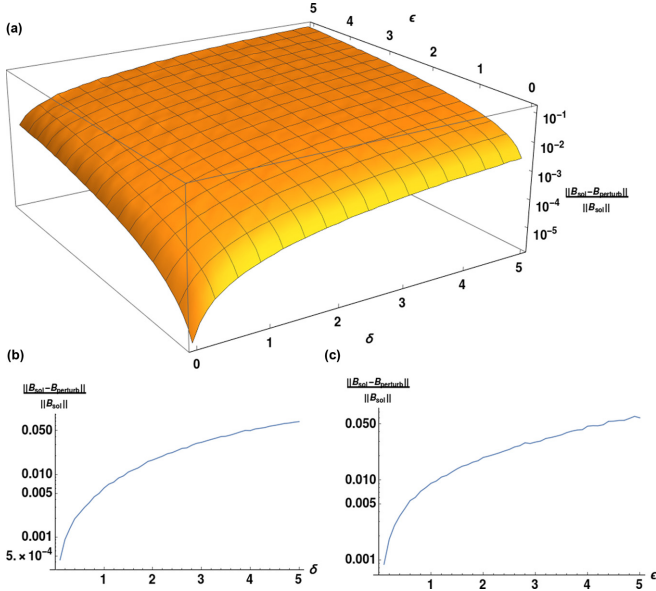 (a)
5
4
3
2
1
0
ϵ
10⁻¹
10⁻²
10⁻³
10⁻⁴
10⁻⁵
||B_sol−B_perturb||
||B_sol||
0
1
2
3
4
5
δ
(b)
||B_sol−B_perturb||
||B_sol||
0.050
0.010
0.005
0.001
5.×10⁻⁴
1 2 3 4 5 δ
(c)
||B_sol−B_perturb||
||B_sol||
0.050
0.010
0.005
0.001
1 2 3 4 5 ϵ